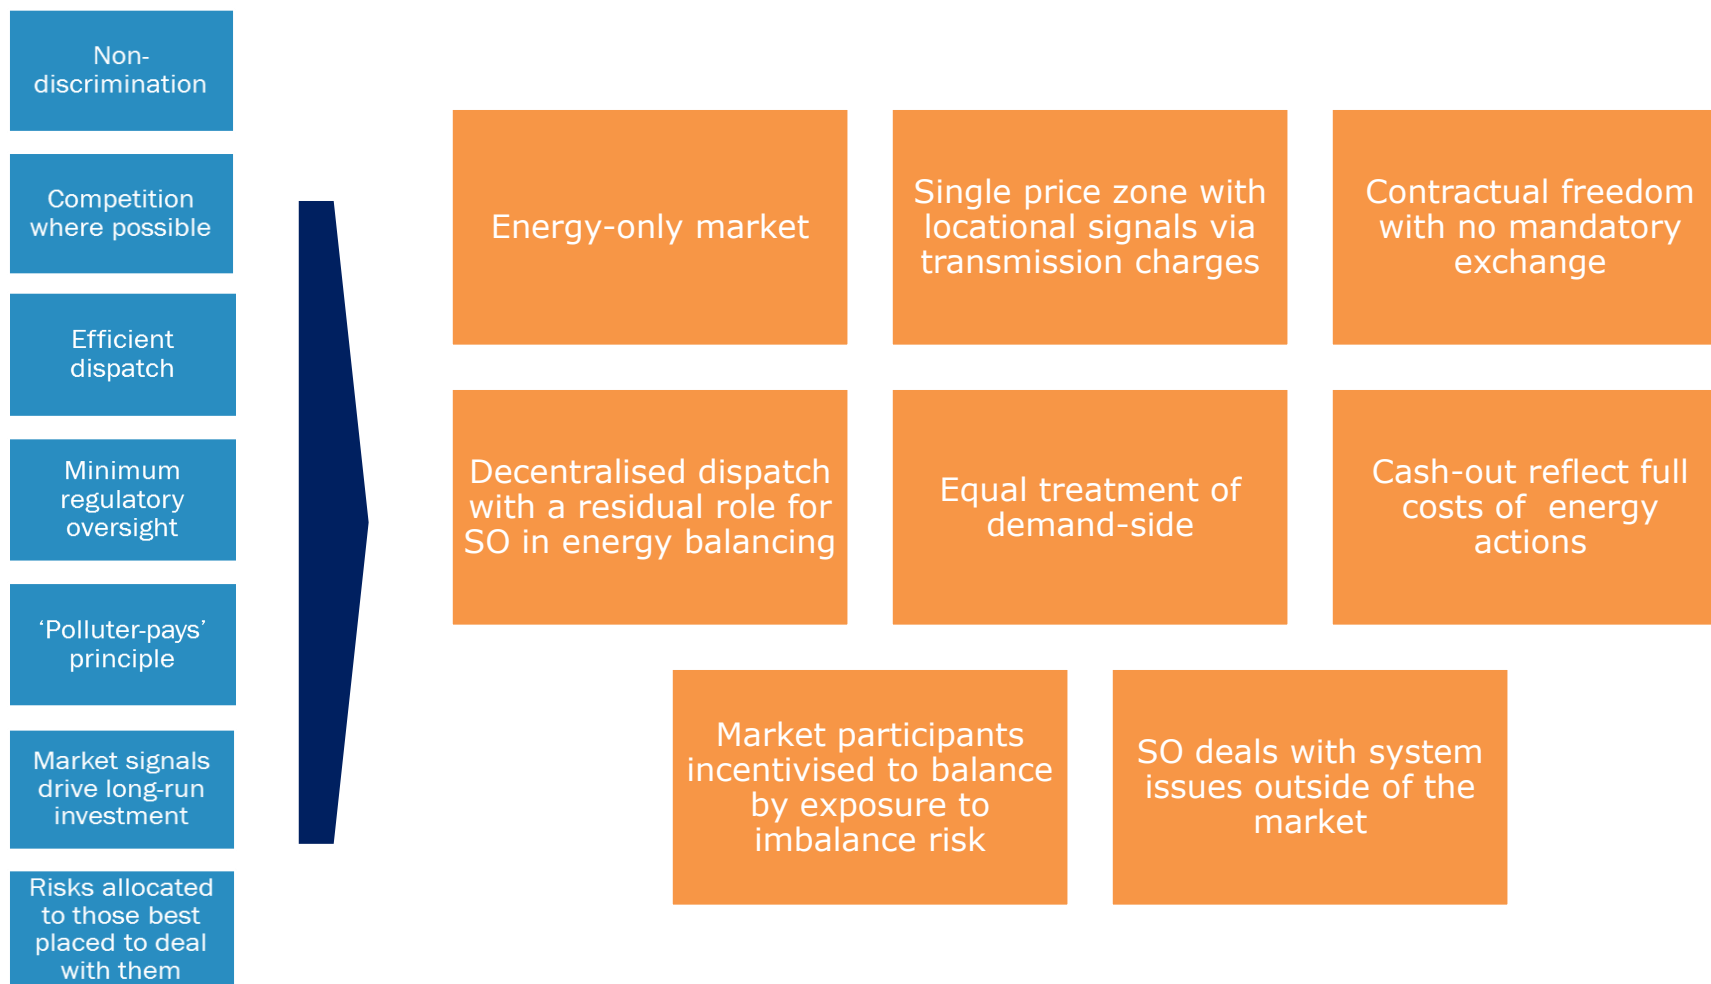 Non-
discrimination
Competition
where possible
Efficient
dispatch
Minimum
regulatory
oversight
‘Polluter-pays’
principle
Market signals
drive long-run
investment
Risks allocated
to those best
placed to deal
with them
Energy-only market
Single price zone with
locational signals via
transmission charges
Contractual freedom
with no mandatory
exchange
Decentralised dispatch
with a residual role for
SO in energy balancing
Equal treatment of
demand-side
Cash-out reflect full
costs of  energy
actions
Market participants
incentivised to balance
by exposure to
imbalance risk
SO deals with system
issues outside of the
market